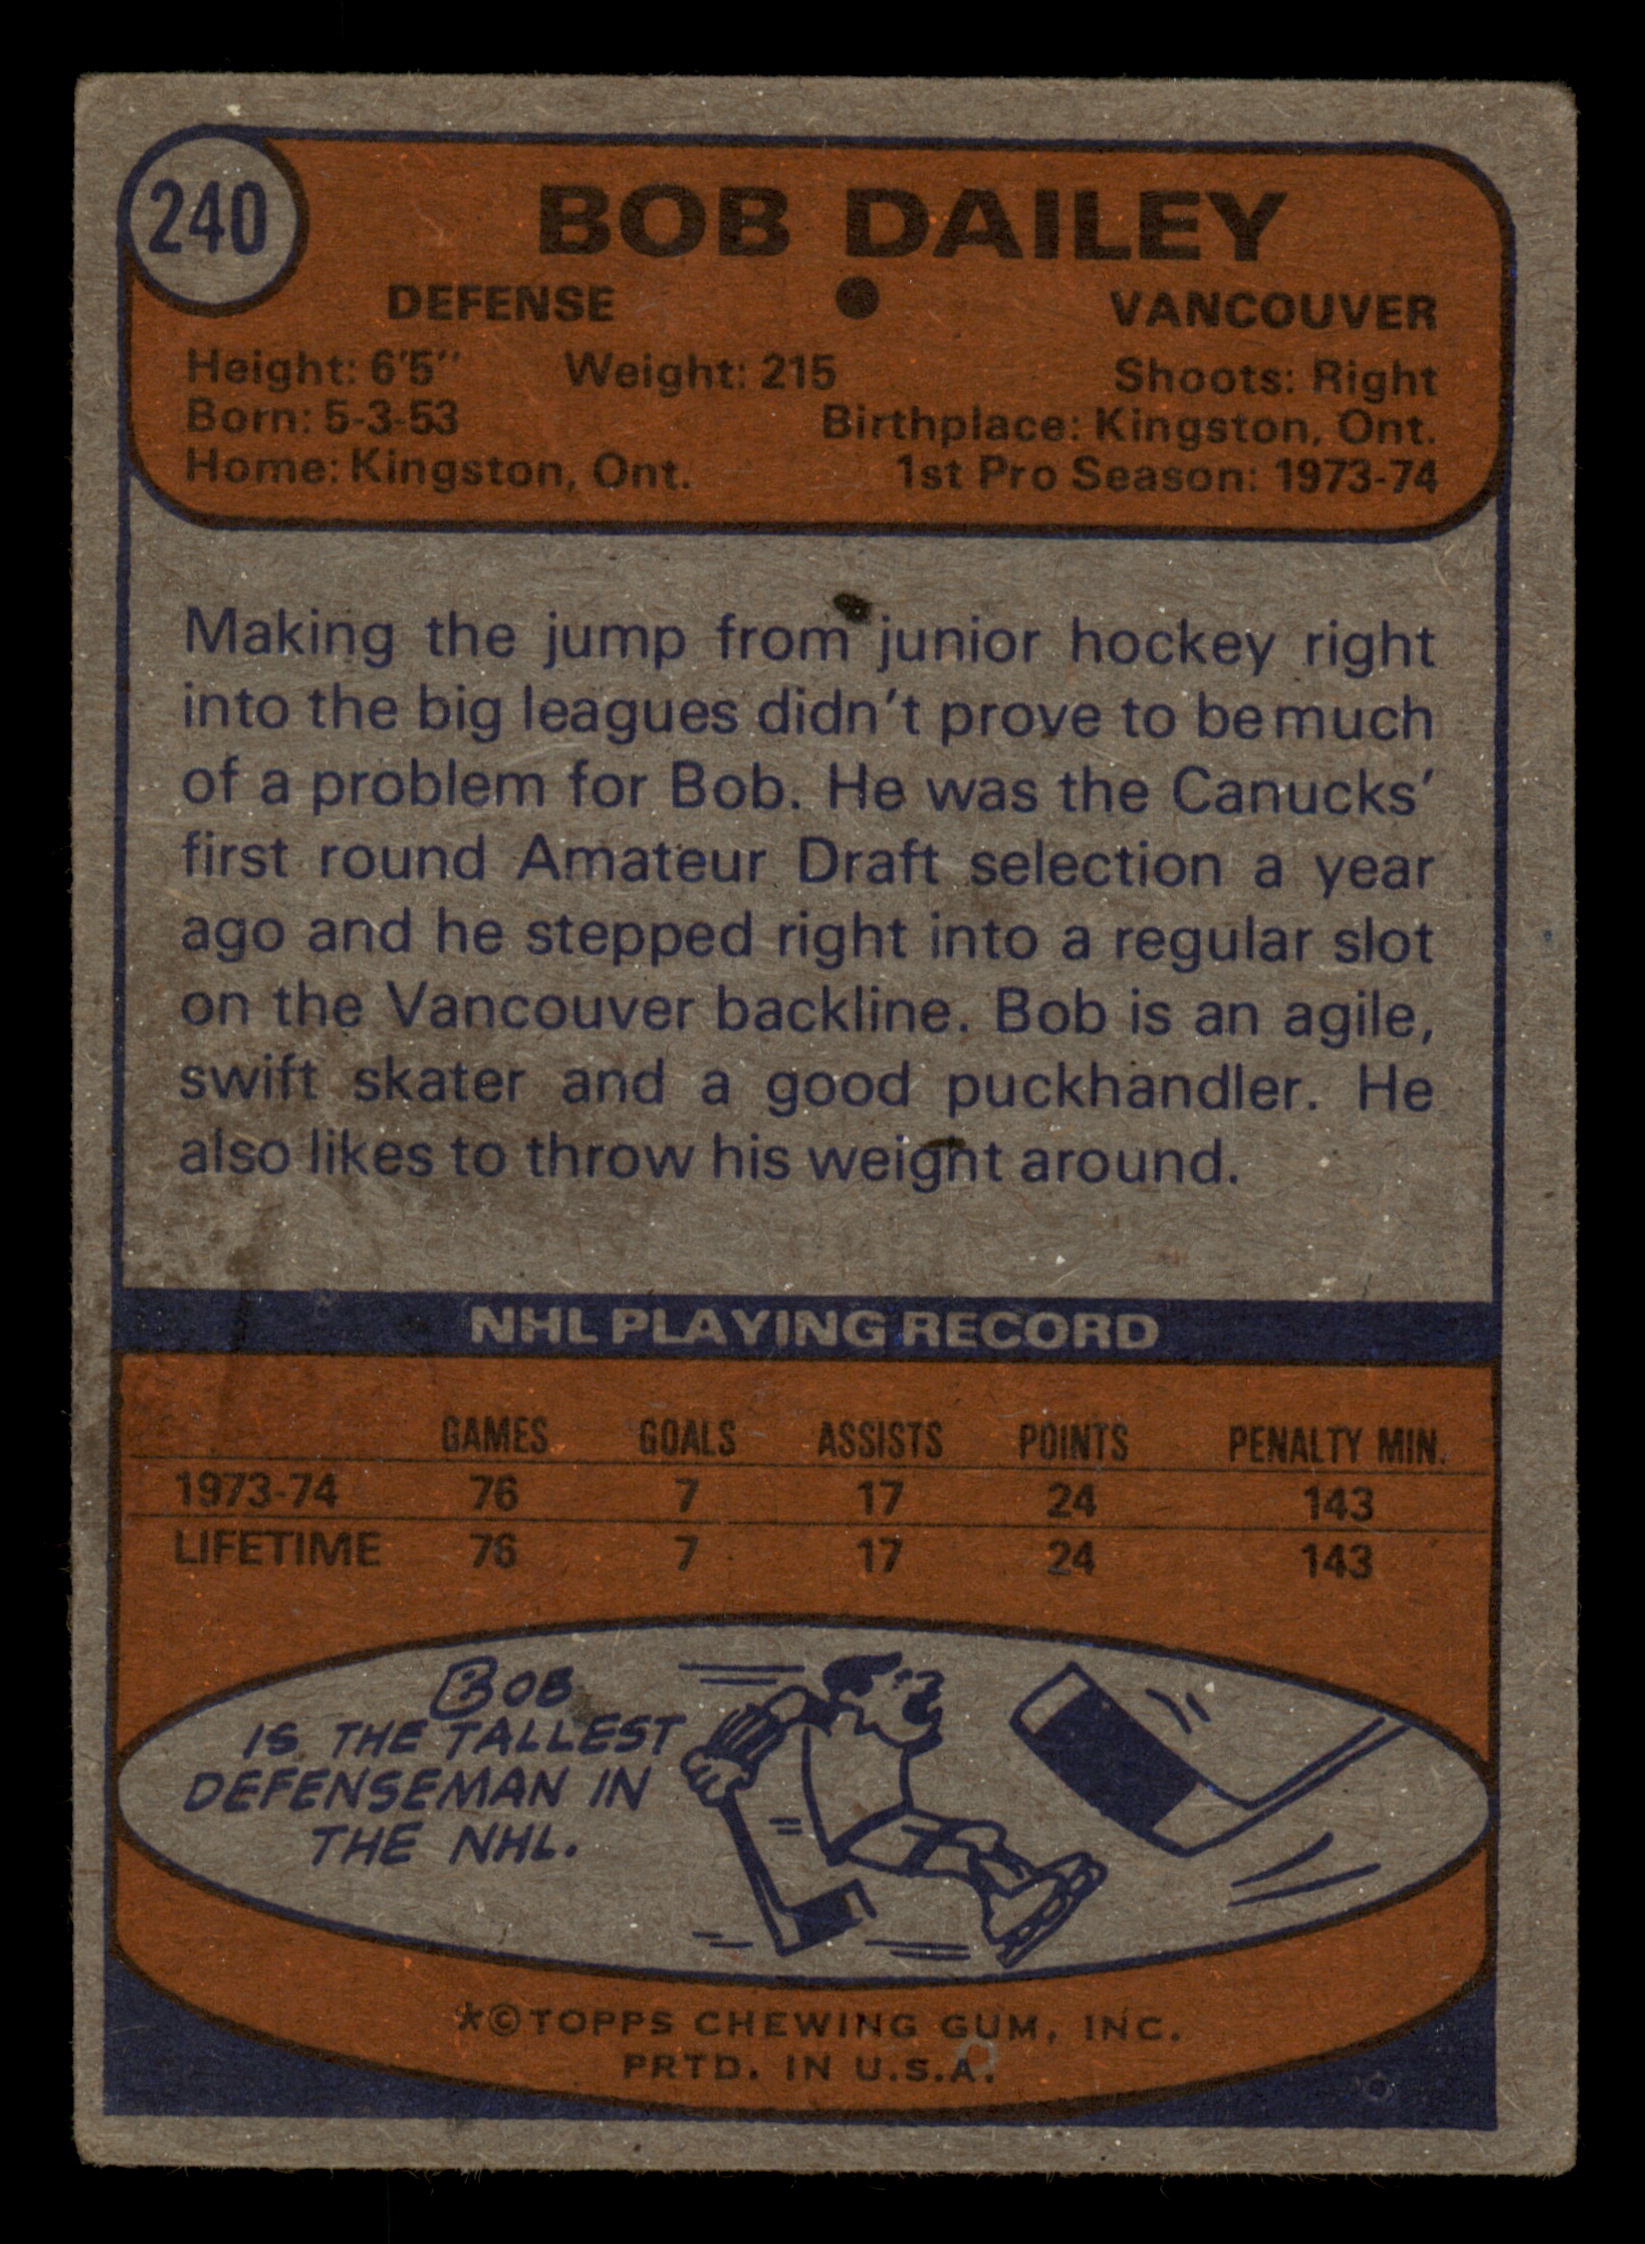 240
BOB DAILEY
DEFENSE ● VANCOUVER
Height: 6'5'' Weight: 215 Shoots: Right
Born: 5-3-53 Birthplace: Kingston, Ont.
Home: Kingston, Ont. 1st Pro Season: 1973-74
Making the jump from junior hockey right
into the big leagues didn't prove to be much
of a problem for Bob. He was the Canucks'
first round Amateur Draft selection a year
ago and he stepped right into a regular slot
on the Vancouver backline. Bob is an agile,
swift skater and a good puckhandler. He
also likes to throw his weight around.
NHL PLAYING RECORD
GAMES GOALS ASSISTS POINTS PENALTY MIN.
1973-74 76 7 17 24 143
LIFETIME 76 7 17 24 143
BOB
IS THE TALLEST
DEFENSEMAN IN
THE NHL.
*©TOPPS CHEWING GUM, INC.
PRTD. IN U.S.A.